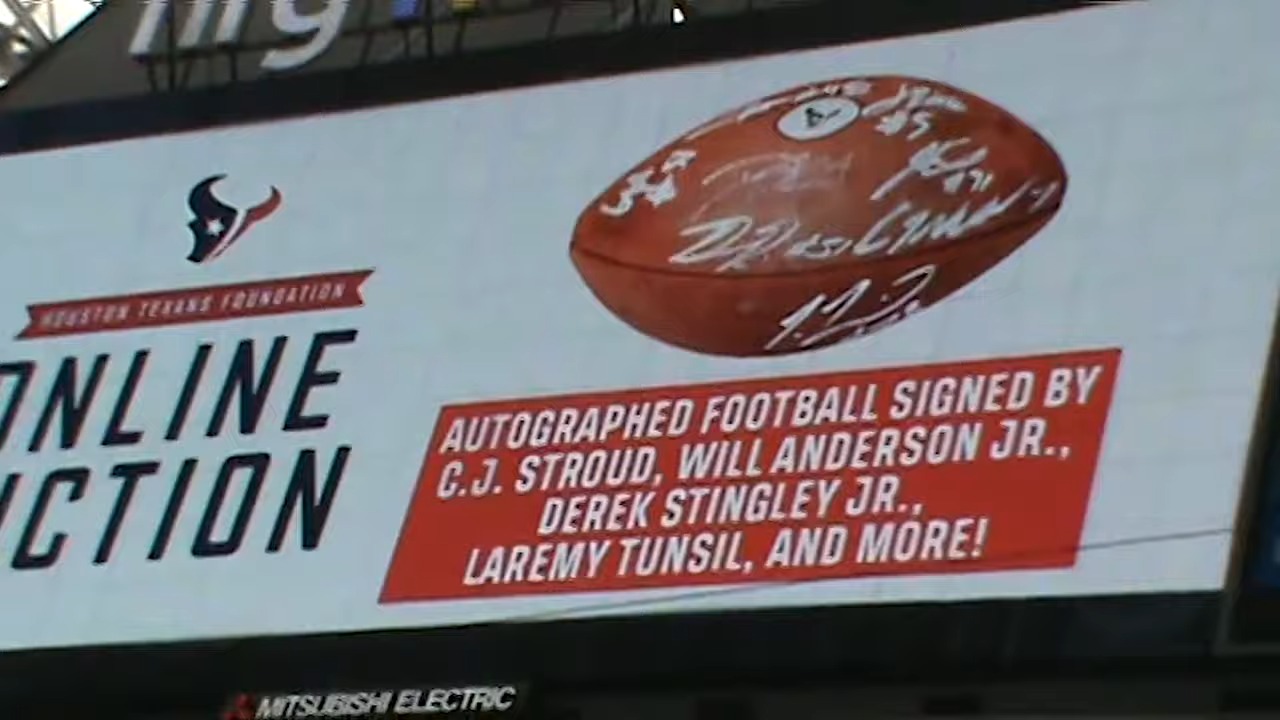 HOUSTON TEXANS FOUNDATION
ONLINE
AUTOGRAPHED FOOTBALL SIGNED BY
C.J. STROUD, WILL ANDERSON JR.,
DEREK STINGLEY JR.,
LAREMY TUNSIL, AND MORE!
MITSUBISHI ELECTRIC